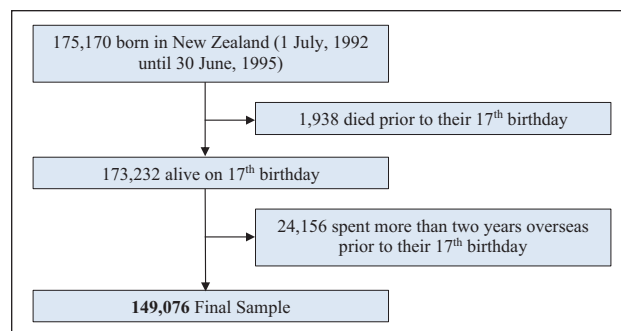 175,170 born in New Zealand (1 July, 1992
until 30 June, 1995)
1,938 died prior to their 17th birthday
173,232 alive on 17th birthday
24,156 spent more than two years overseas
prior to their 17th birthday
149,076 Final Sample